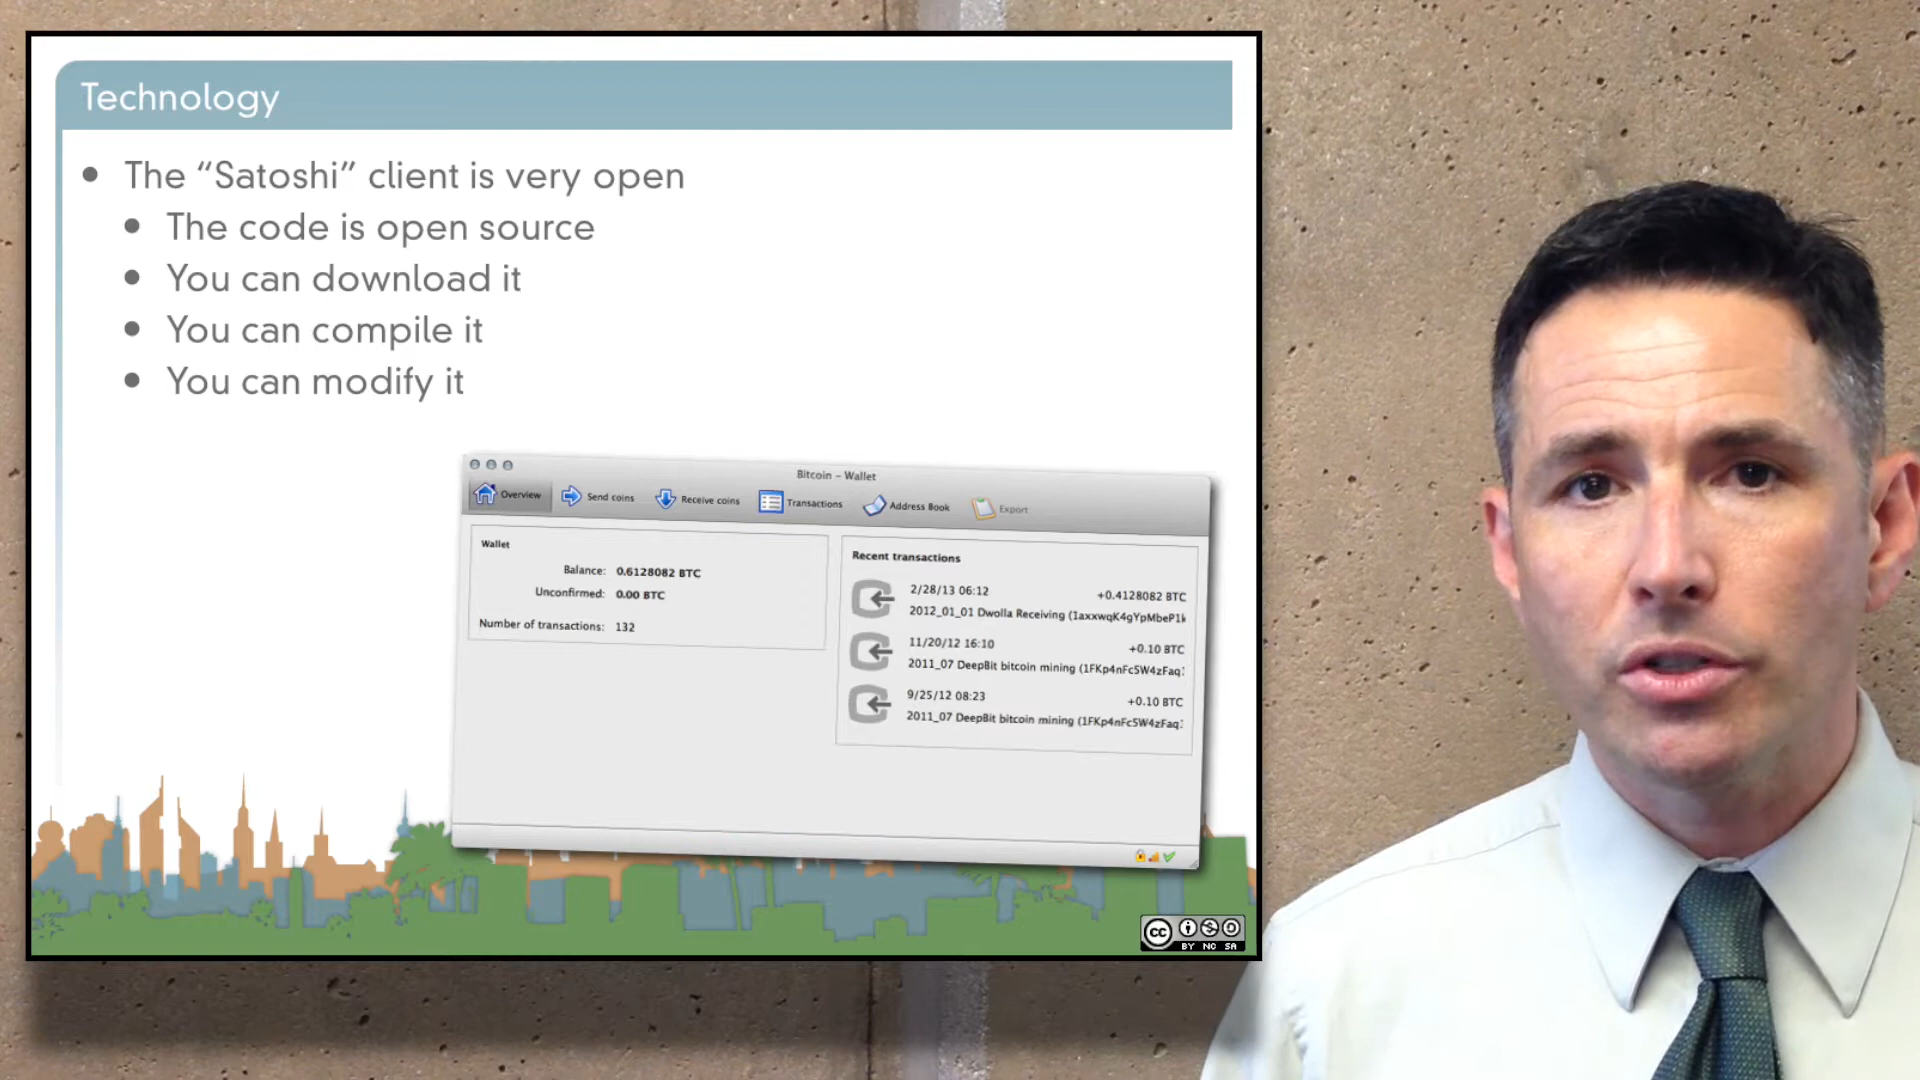 Technology
The “Satoshi” client is very open
The code is open source
You can download it
You can compile it
You can modify it
Bitcoin – Wallet
Overview
Send coins
Receive coins
Transactions
Address Book
Export
Wallet
Balance: 0.6128082 BTC
Unconfirmed: 0.00 BTC
Number of transactions: 132
Recent transactions
2/28/13 06:12 +0.4128082 BTC
2012_01_01 Dwolla Receiving (1axxwqK4gYpMbeP1k
11/20/12 16:10 +0.10 BTC
2011_07 DeepBit bitcoin mining (1FKp4nFc5W4zFaq
9/25/12 08:23 +0.10 BTC
2011_07 DeepBit bitcoin mining (1FKp4nFc5W4zFaq
cc
BY NC SA